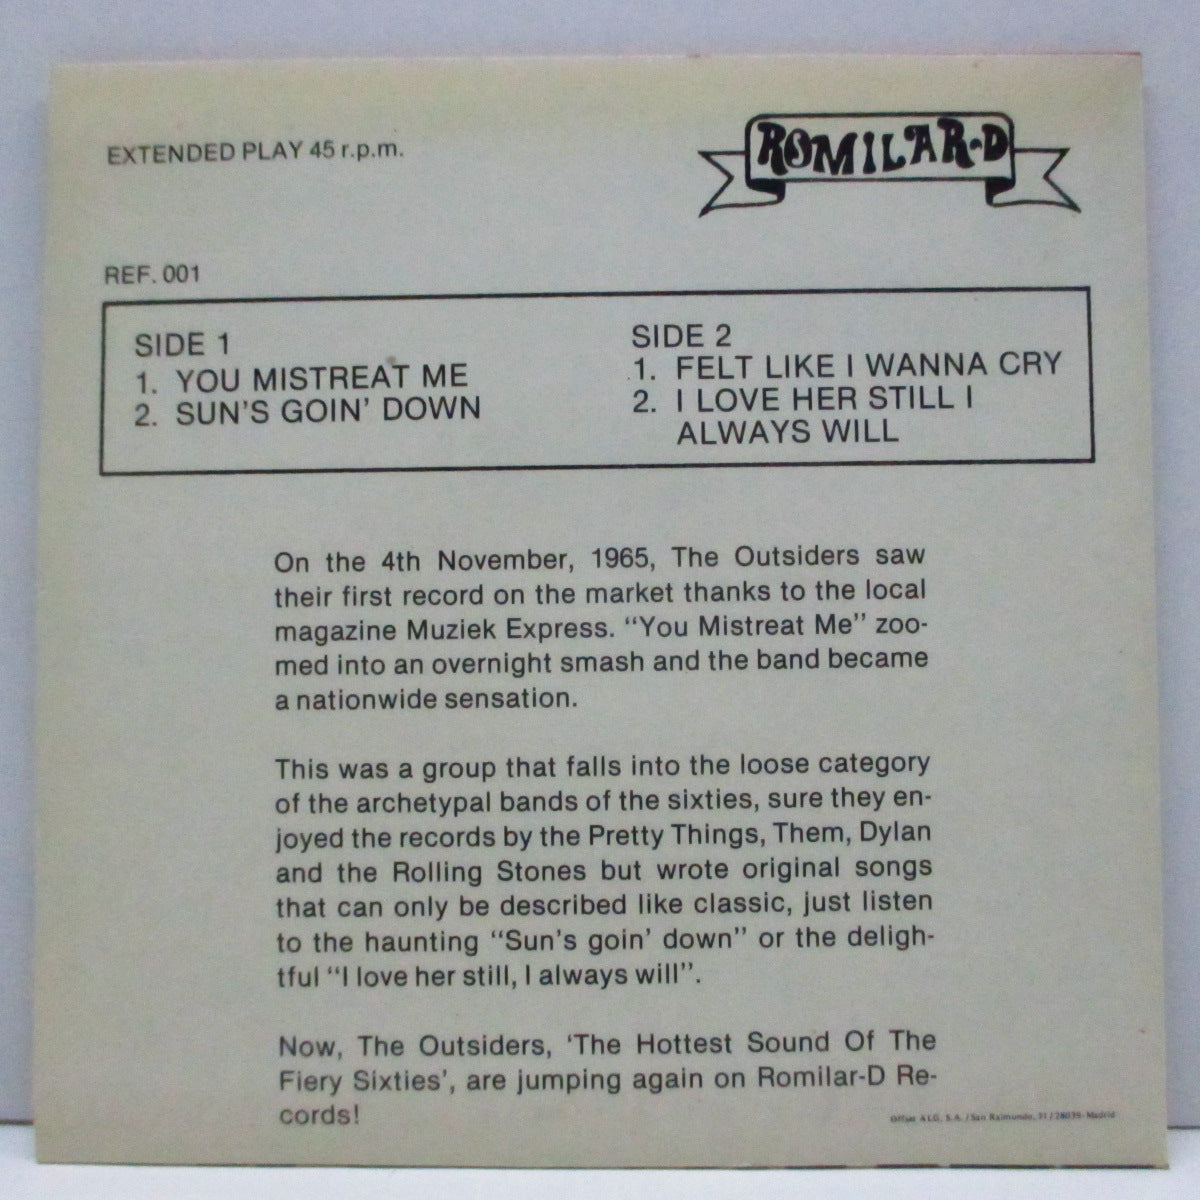 EXTENDED PLAY 45 r.p.m.
ROMILAR-D
REF. 001
SIDE 1
1. YOU MISTREAT ME
2. SUN'S GOIN' DOWN
SIDE 2
1. FELT LIKE I WANNA CRY
2. I LOVE HER STILL I
ALWAYS WILL
On the 4th November, 1965, The Outsiders saw
their first record on the market thanks to the local
magazine Muziek Express. “You Mistreat Me” zoo-
med into an overnight smash and the band became
a nationwide sensation.
This was a group that falls into the loose category
of the archetypal bands of the sixties, sure they en-
joyed the records by the Pretty Things, Them, Dylan
and the Rolling Stones but wrote original songs
that can only be described like classic, just listen
to the haunting “Sun's goin' down” or the deligh-
tful “I love her still, I always will”.
Now, The Outsiders, ‘The Hottest Sound Of The
Fiery Sixties’, are jumping again on Romilar-D Re-
cords!
Offset ALG, S.A. / San Raimundo, 21 / 28039-Madrid